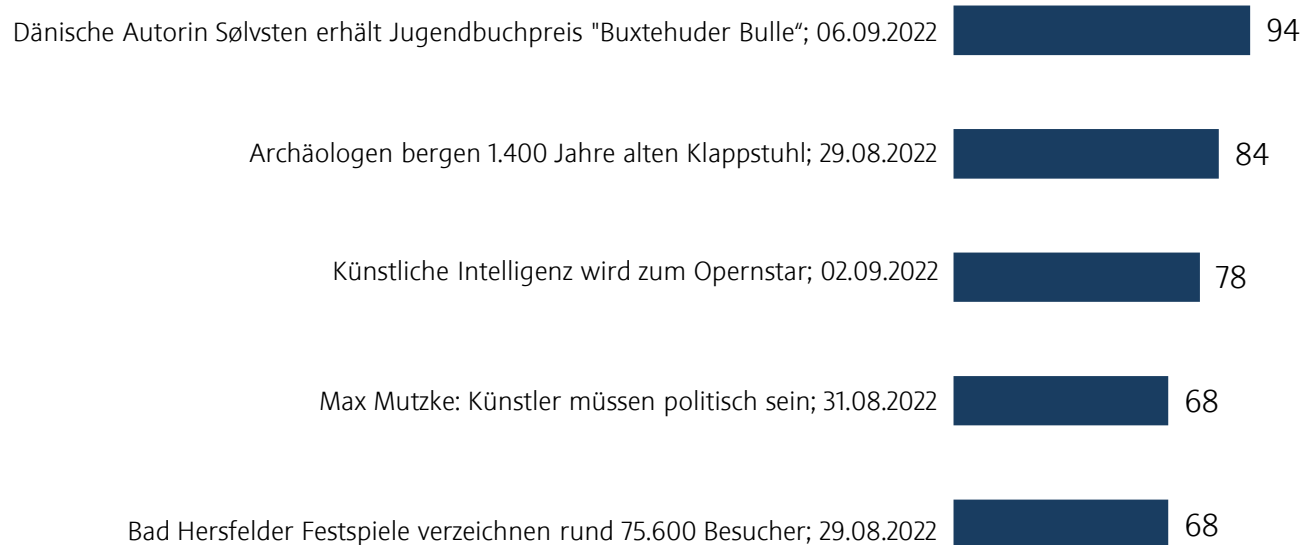 Dänische Autorin Sølvsten erhält Jugendbuchpreis "Buxtehuder Bulle“; 06.09.2022 94
Archäologen bergen 1.400 Jahre alten Klappstuhl; 29.08.2022 84
Künstliche Intelligenz wird zum Opernstar; 02.09.2022 78
Max Mutzke: Künstler müssen politisch sein; 31.08.2022 68
Bad Hersfelder Festspiele verzeichnen rund 75.600 Besucher; 29.08.2022 68